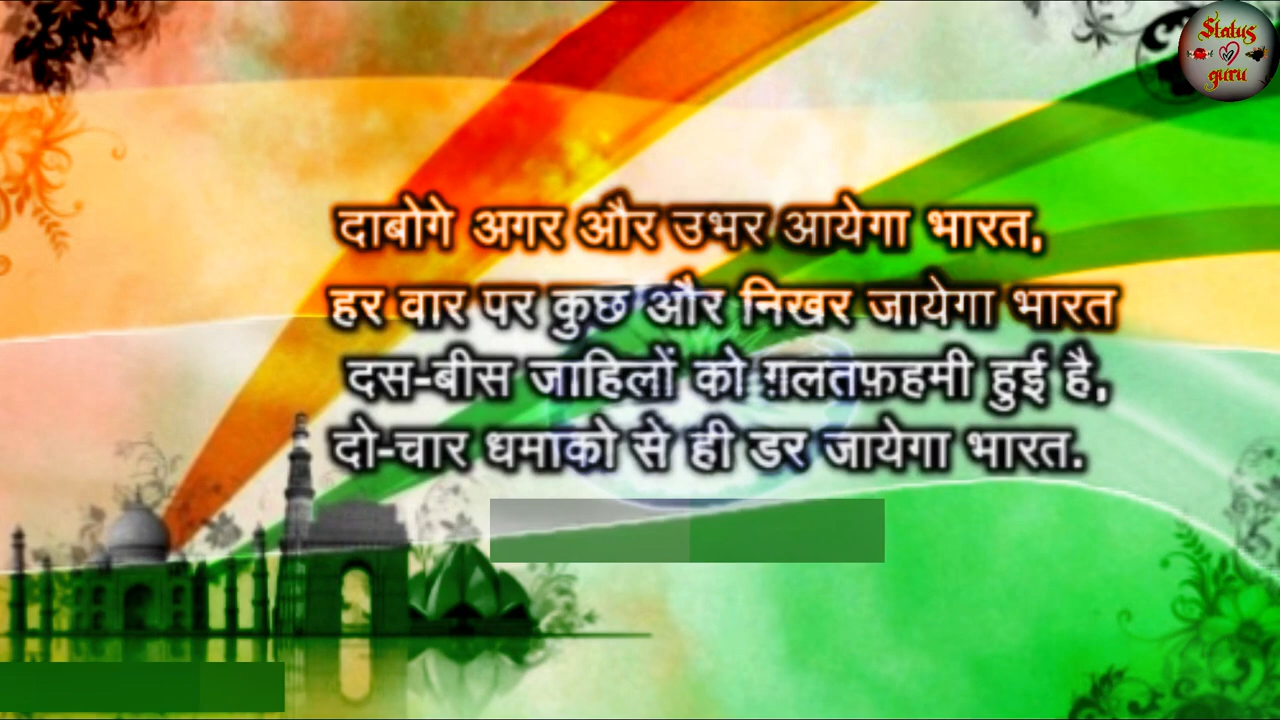 Status
guru
दाबोगे अगर और उभर आयेगा भारत,
हर वार पर कुछ और निखर जायेगा भारत
दस-बीस जाहिलों को ग़लतफ़हमी हुई है,
दो-चार धमाको से ही डर जायेगा भारत.